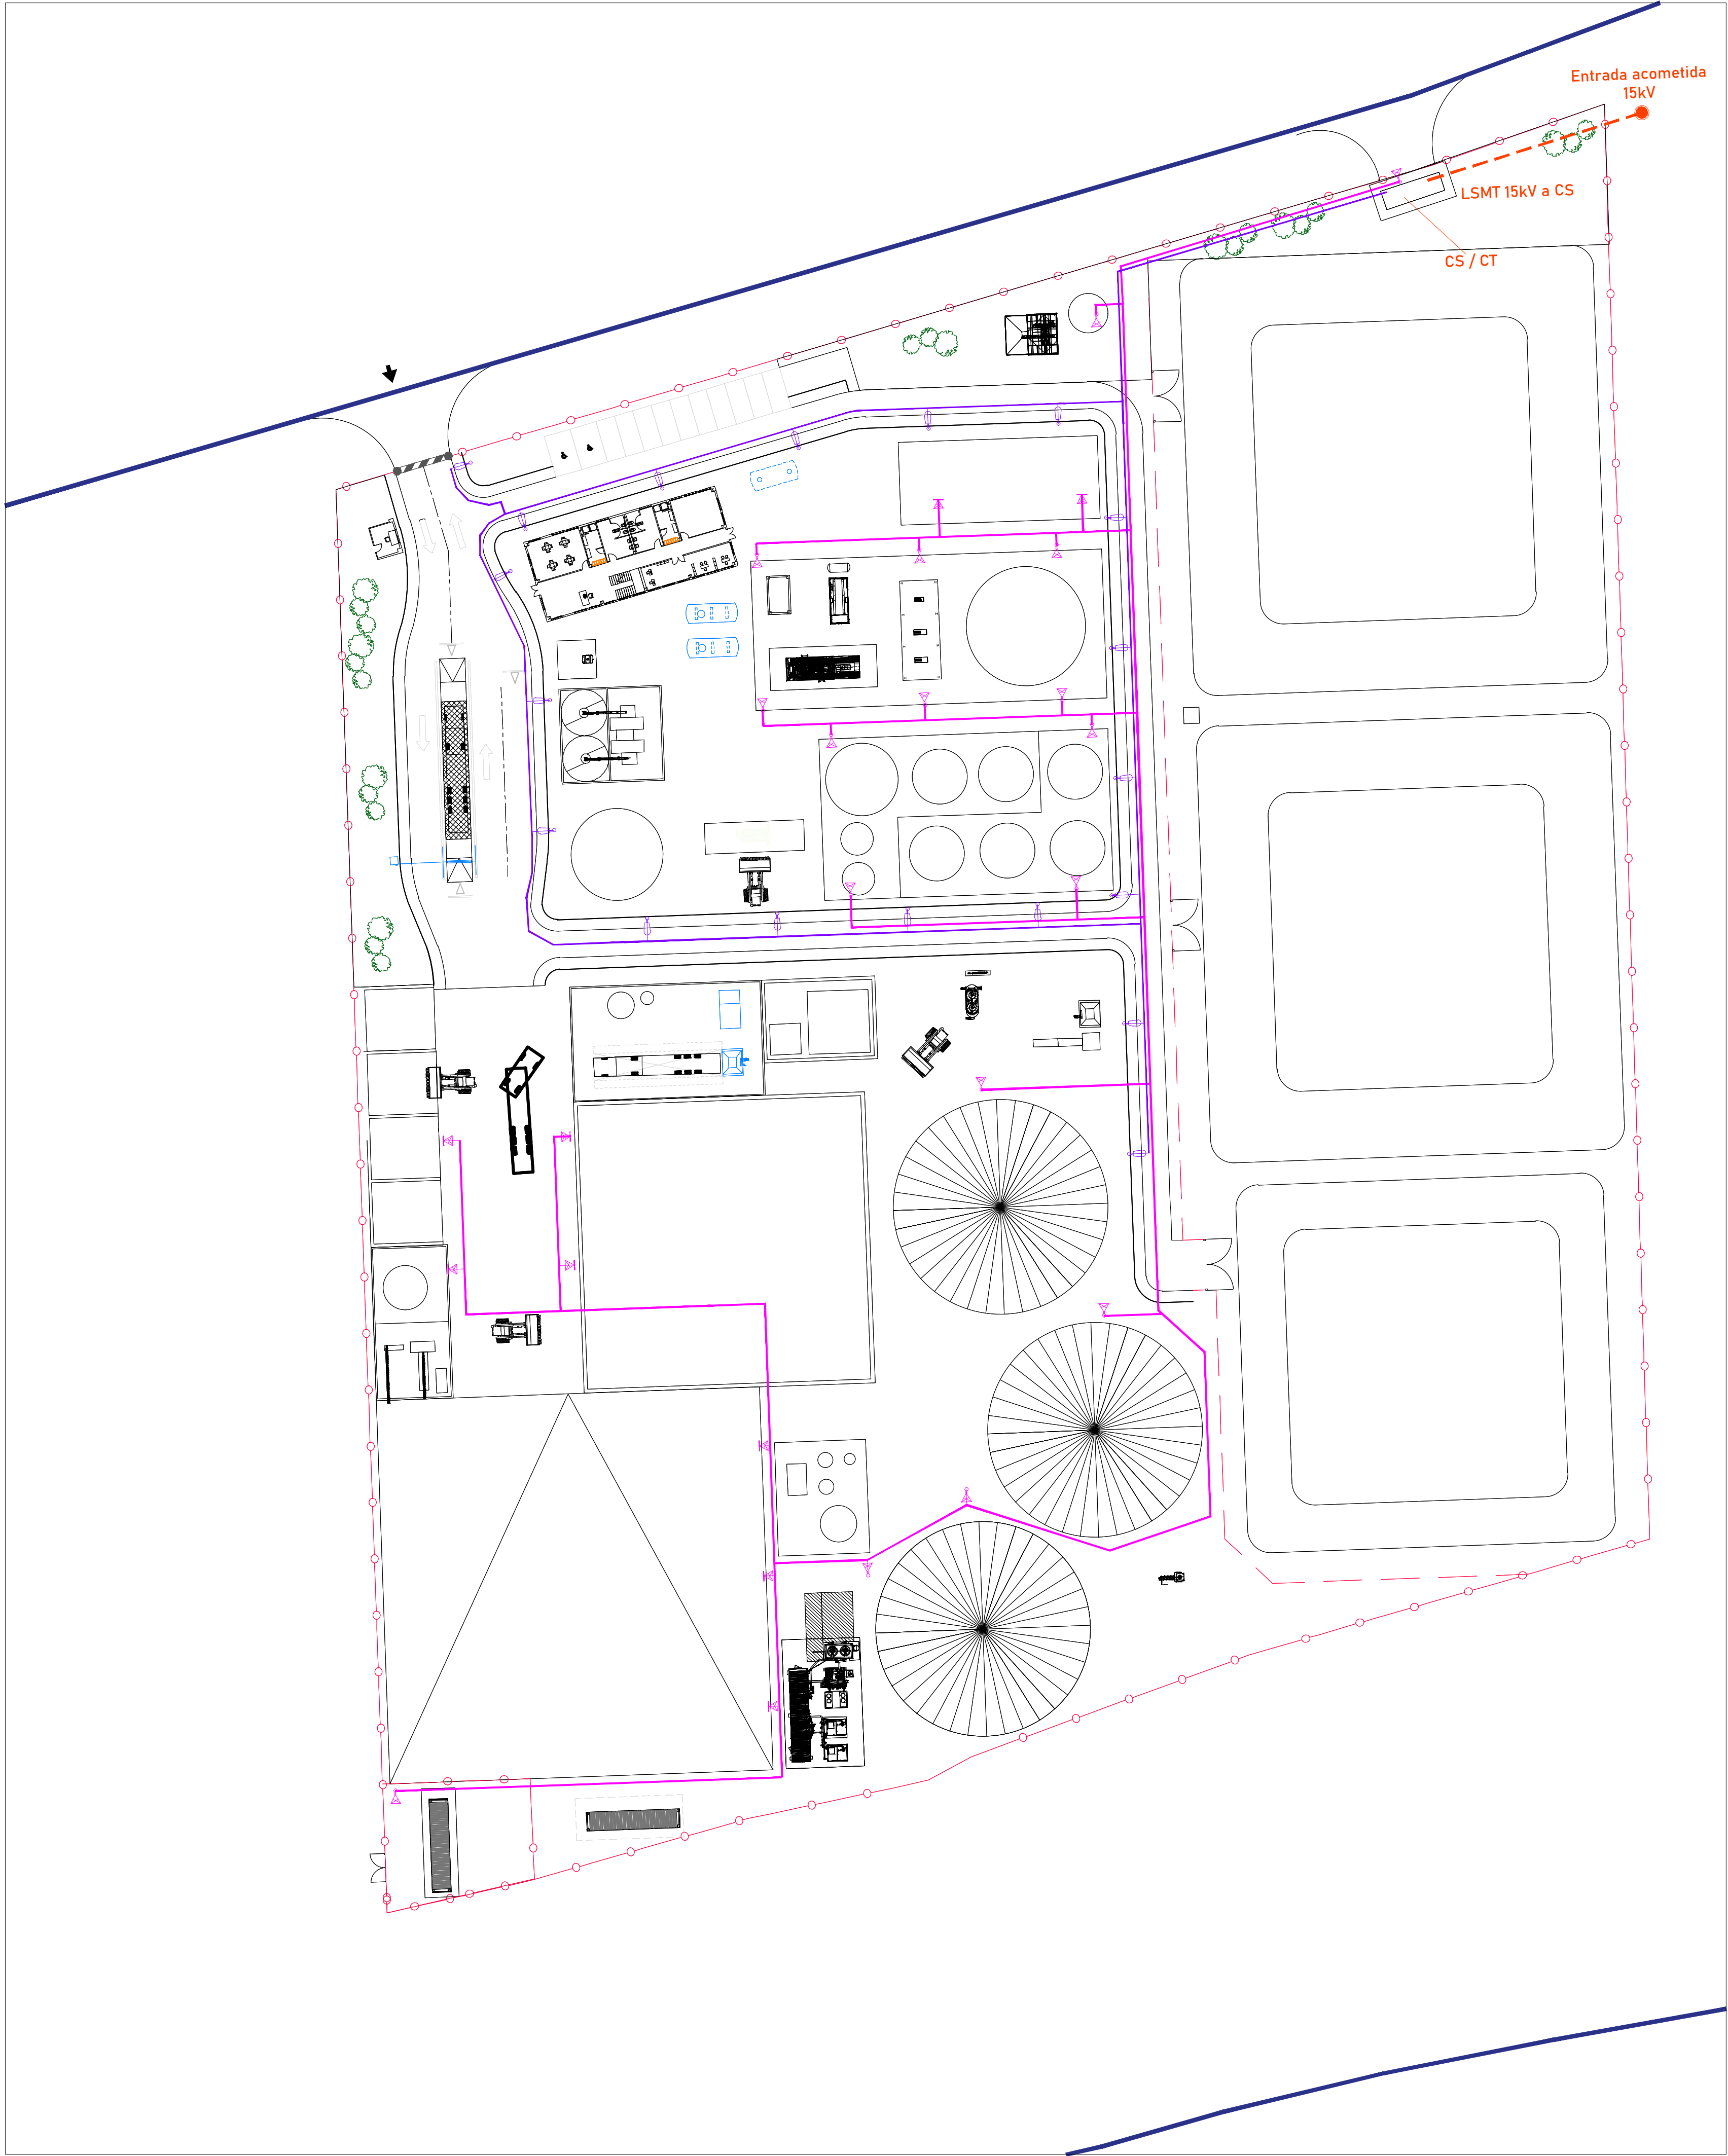 Entrada acometida
15kV
LSMT 15kV a CS
CS / CT